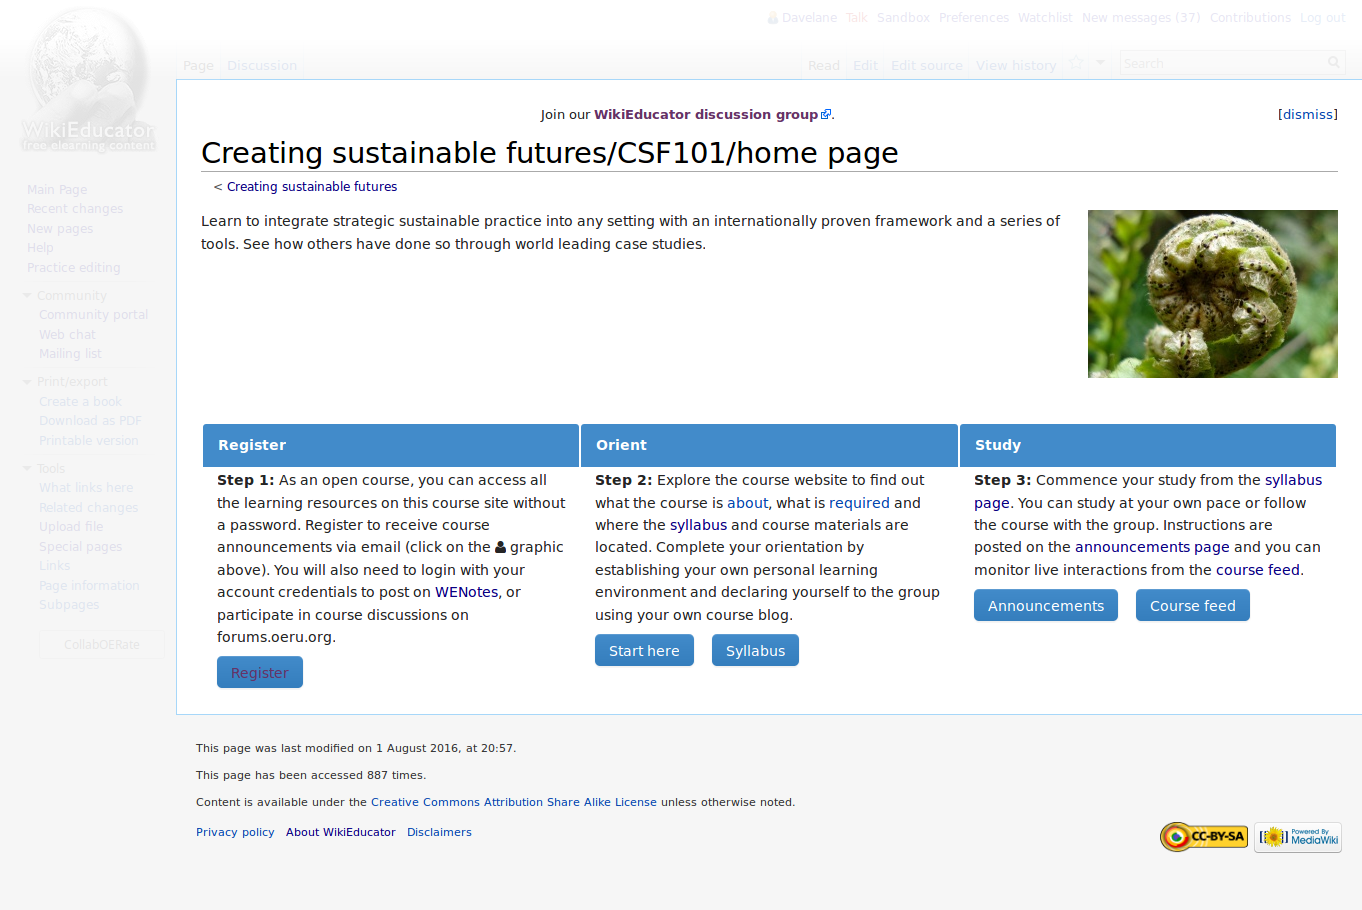 Davelane Talk Sandbox Preferences Watchlist New messages (37) Contributions Log out
Page Discussion Read Edit Edit source View history Search
WikiEducator
free elearning content
Join our WikiEducator discussion group. [dismiss]
Creating sustainable futures/CSF101/home page
< Creating sustainable futures
Main Page
Recent changes
New pages
Help
Practice editing
Community
Community portal
Web chat
Mailing list
Print/export
Create a book
Download as PDF
Printable version
Tools
What links here
Related changes
Upload file
Special pages
Links
Page information
Subpages
CollabOERate
Learn to integrate strategic sustainable practice into any setting with an internationally proven framework and a series of
tools. See how others have done so through world leading case studies.
Register
Step 1: As an open course, you can access all
the learning resources on this course site without
a password. Register to receive course
announcements via email (click on the graphic
above). You will also need to login with your
account credentials to post on WENotes, or
participate in course discussions on
forums.oeru.org.
Register
Orient
Step 2: Explore the course website to find out
what the course is about, what is required and
where the syllabus and course materials are
located. Complete your orientation by
establishing your own personal learning
environment and declaring yourself to the group
using your own course blog.
Start here Syllabus
Study
Step 3: Commence your study from the syllabus
page. You can study at your own pace or follow
the course with the group. Instructions are
posted on the announcements page and you can
monitor live interactions from the course feed.
Announcements Course feed
This page was last modified on 1 August 2016, at 20:57.
This page has been accessed 887 times.
Content is available under the Creative Commons Attribution Share Alike License unless otherwise noted.
Privacy policy About WikiEducator Disclaimers
CC-BY-SA
Powered By
MediaWiki